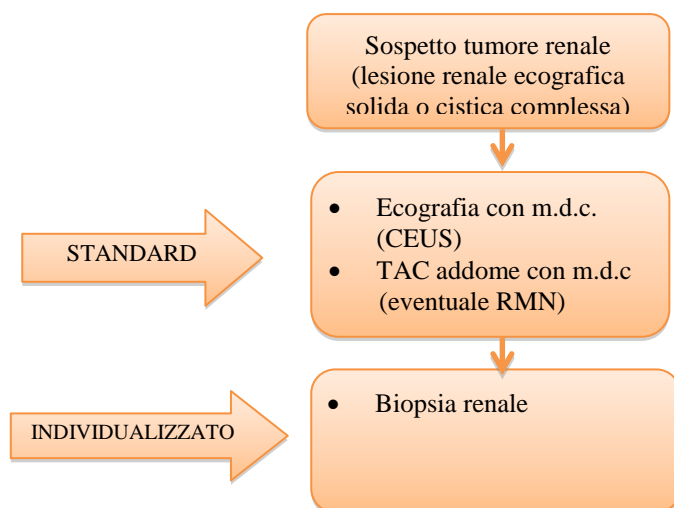 Sospetto tumore renale
(lesione renale ecografica
solida o cistica complessa)
STANDARD
• Ecografia con m.d.c.
(CEUS)
• TAC addome con m.d.c
(eventuale RMN)
INDIVIDUALIZZATO
• Biopsia renale